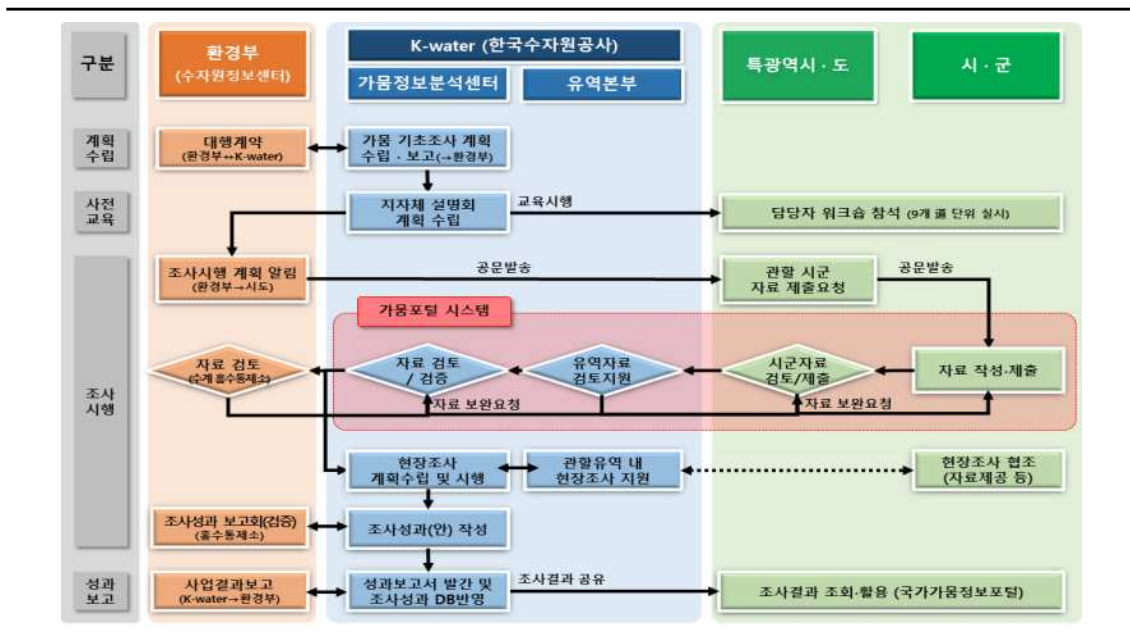 구분
환경부
(수자원정보센터)
K-water (한국수자원공사)
가뭄정보분석센터
유역본부
특광역시 · 도
시 · 군
계획
수립
대행계약
(환경부↔K-water)
가뭄 기초조사 계획
수립 · 보고(→환경부)
사전
교육
지자체 설명회
계획 수립
교육시행
담당자 워크숍 참석 (9개 道 단위 실시)
조사
시행
조사시행 계획 알림
(환경부→시도)
공문발송
관할 시군
자료 제출요청
공문발송
가뭄포털 시스템
자료 검토
(수계 홍수통제소)
자료 검토
/ 검증
유역자료
검토지원
시군자료
검토/제출
자료 작성·제출
자료 보완요청
자료 보완요청
현장조사
계획수립 및 시행
관할유역 내
현장조사 지원
현장조사 협조
(자료제공 등)
조사성과 보고회(검증)
(홍수통제소)
조사성과(안) 작성
성과
보고
사업결과보고
(K-water→환경부)
성과보고서 발간 및
조사성과 DB반영
조사결과 공유
조사결과 조회·활용 (국가가뭄정보포털)